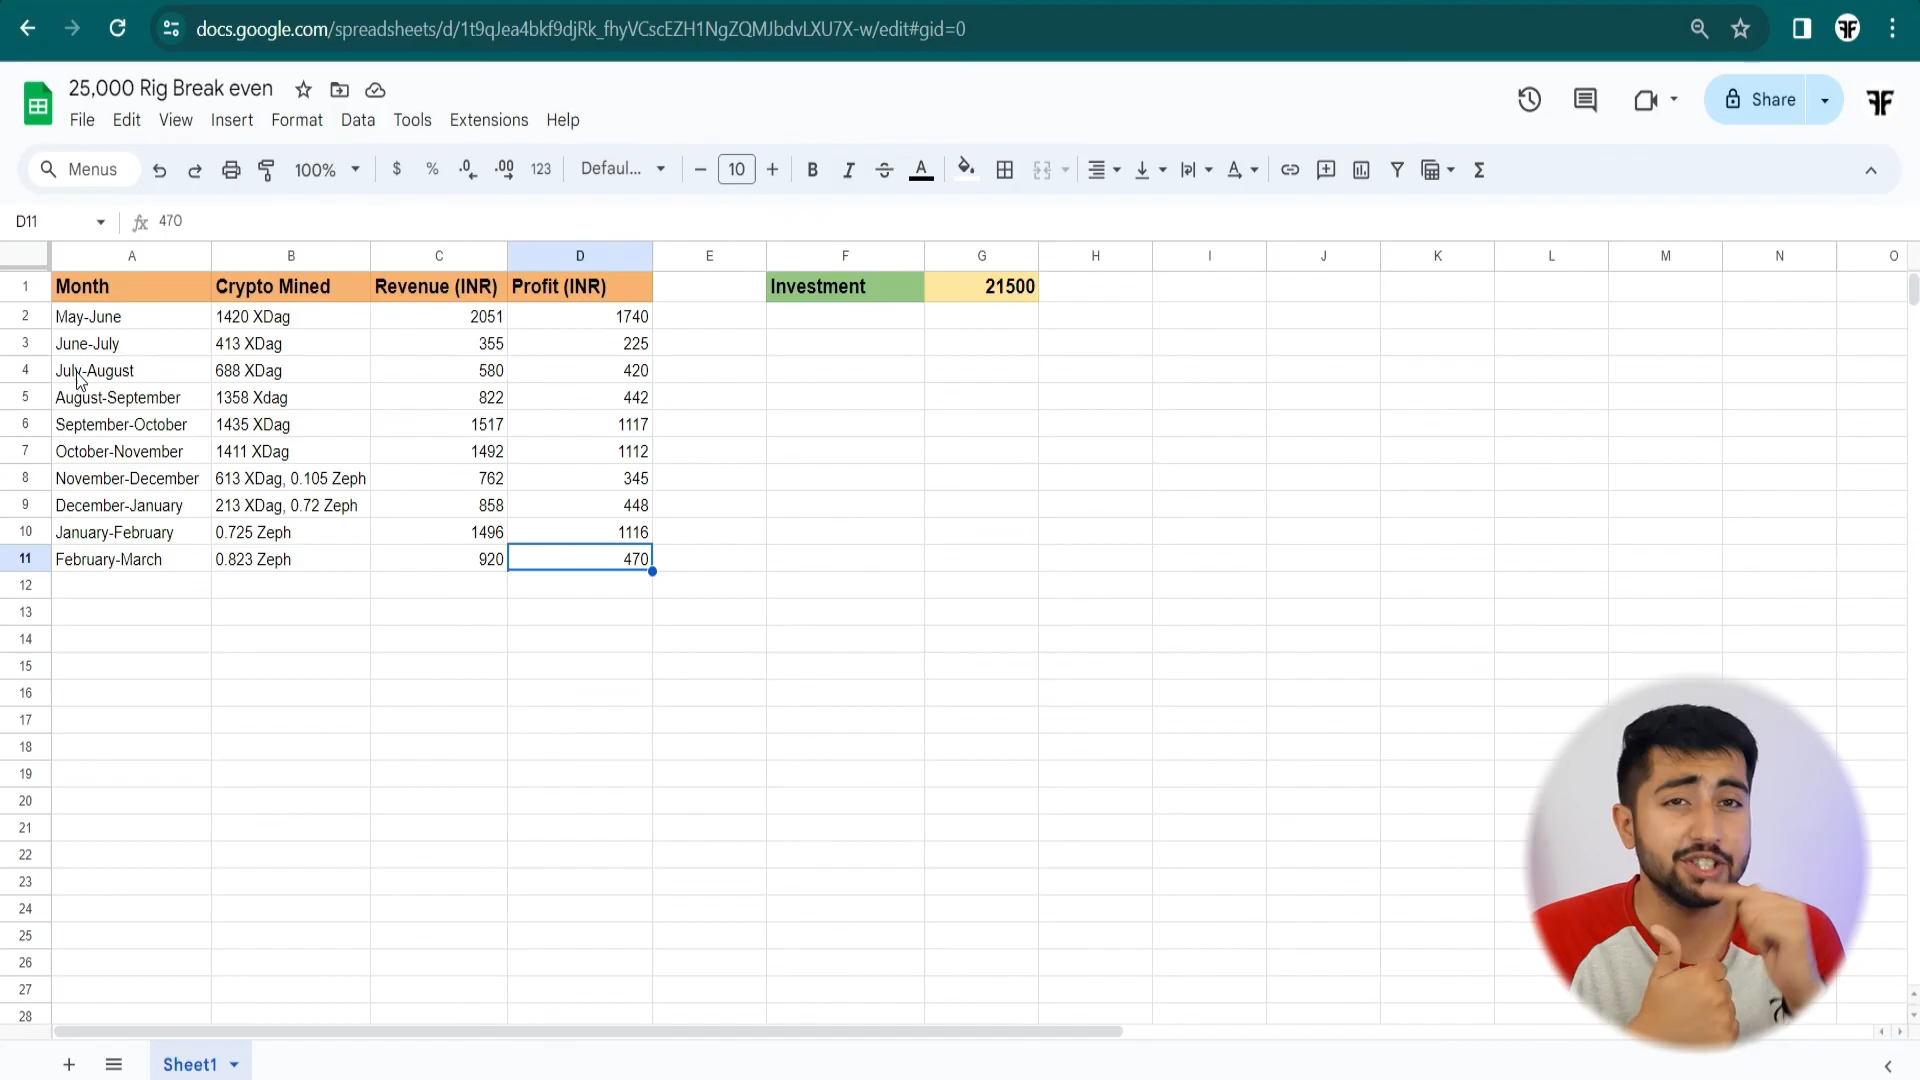 docs.google.com/spreadsheets/d/1t9qJea4bkf9djRk_fhyVCscEZH1NgZQMJbdvLXU7X-w/edit#gid=0
25,000 Rig Break even
File Edit View Insert Format Data Tools Extensions Help
Share
Menus 100% $ % .0 .00 123 Defaul... 10 B I A
D11 fx 470
A B C D E F G H I J K L M N O
1 Month Crypto Mined Revenue (INR) Profit (INR) Investment 21500
2 May-June 1420 XDag 2051 1740
3 June-July 413 XDag 355 225
4 July-August 688 XDag 580 420
5 August-September 1358 Xdag 822 442
6 September-October 1435 XDag 1517 1117
7 October-November 1411 XDag 1492 1112
8 November-December 613 XDag, 0.105 Zeph 762 345
9 December-January 213 XDag, 0.72 Zeph 858 448
10 January-February 0.725 Zeph 1496 1116
11 February-March 0.823 Zeph 920 470
12
13
14
15
16
17
18
19
20
21
22
23
24
25
26
27
28
Sheet1